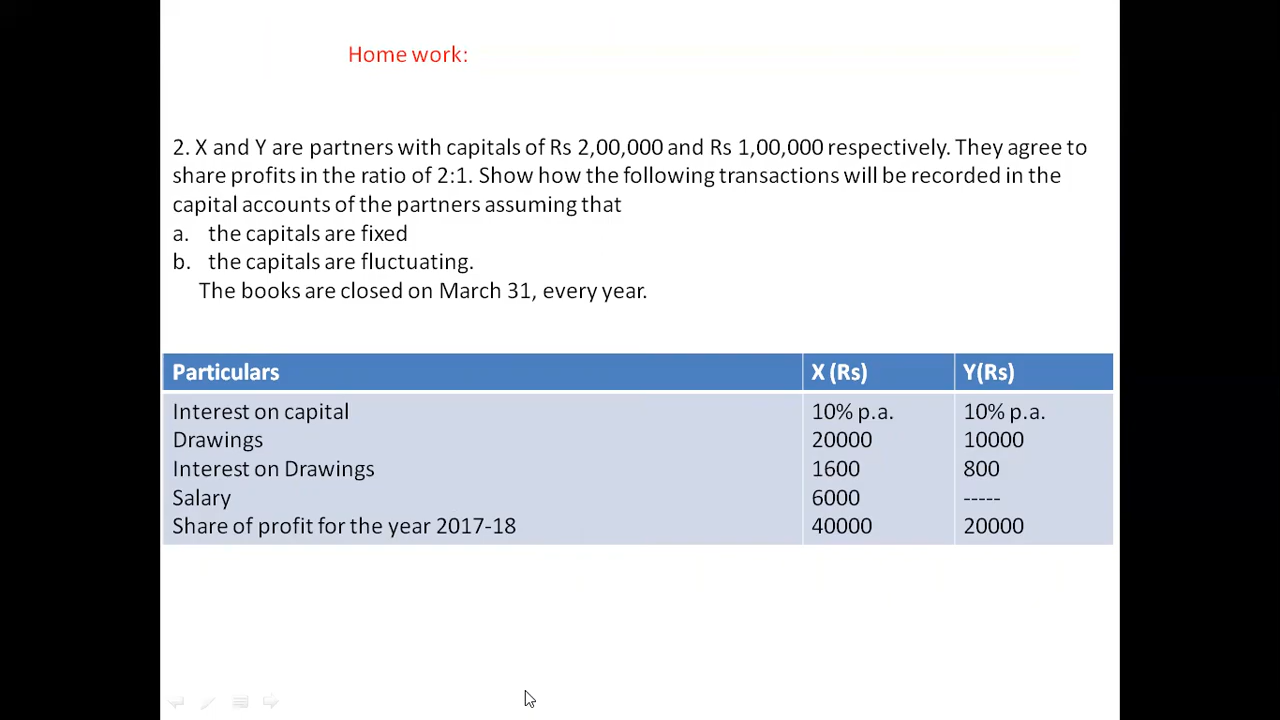 Home work:
2. X and Y are partners with capitals of Rs 2,00,000 and Rs 1,00,000 respectively. They agree to
share profits in the ratio of 2:1. Show how the following transactions will be recorded in the
capital accounts of the partners assuming that
a. the capitals are fixed
b. the capitals are fluctuating.
The books are closed on March 31, every year.
Particulars X (Rs) Y(Rs)
Interest on capital 10% p.a. 10% p.a.
Drawings 20000 10000
Interest on Drawings 1600 800
Salary 6000 -----
Share of profit for the year 2017-18 40000 20000